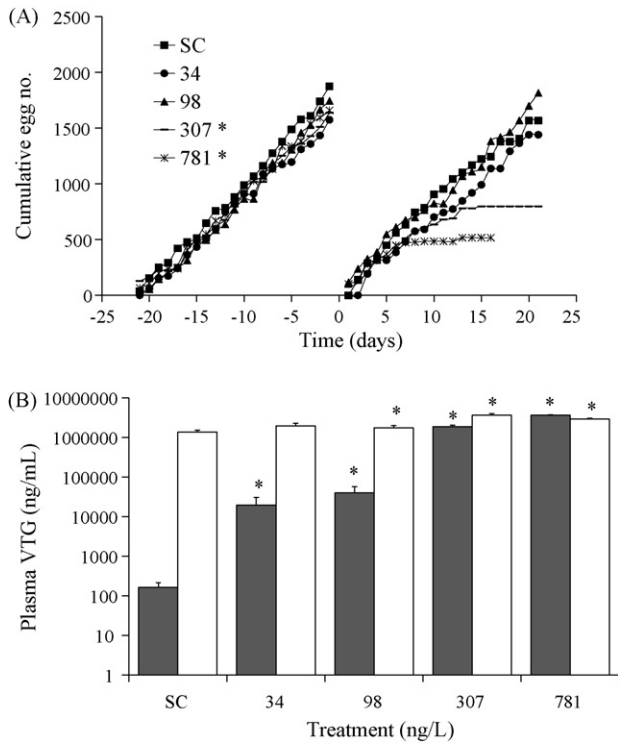 (A)
SC
34
98
307 *
781 *
Cumulative egg no.
2500
2000
1500
1000
500
0
-25 -20 -15 -10 -5 0 5 10 15 20 25
Time (days)
(B)
Plasma VTG (ng/mL)
10000000
1000000
100000
10000
1000
100
10
1
* * * * * * *
SC 34 98 307 781
Treatment (ng/L)